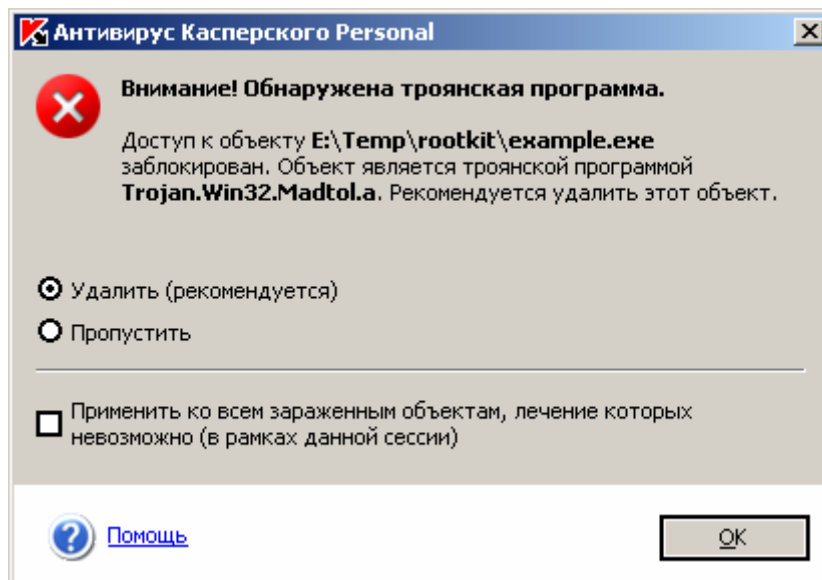 Антивирус Касперского Personal
Внимание! Обнаружена троянская программа.
Доступ к объекту E:\Temp\rootkit\example.exe
заблокирован. Объект является троянской программой
Trojan.Win32.Madtol.a. Рекомендуется удалить этот объект.
Удалить (рекомендуется)
Пропустить
Применить ко всем зараженным объектам, лечение которых
невозможно (в рамках данной сессии)
Помощь
OK